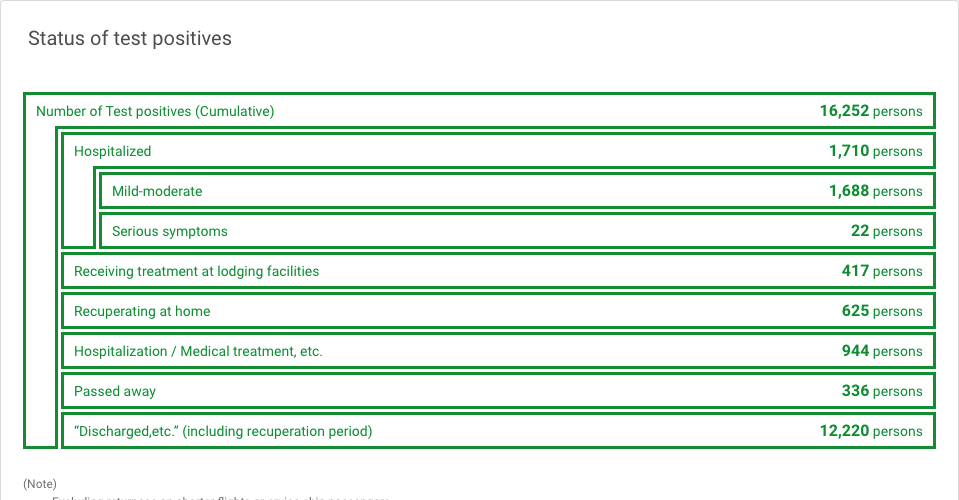 Status of test positives
Number of Test positives (Cumulative) 16,252 persons
Hospitalized 1,710 persons
Mild-moderate 1,688 persons
Serious symptoms 22 persons
Receiving treatment at lodging facilities 417 persons
Recuperating at home 625 persons
Hospitalization / Medical treatment, etc. 944 persons
Passed away 336 persons
“Discharged,etc.” (including recuperation period) 12,220 persons
(Note)